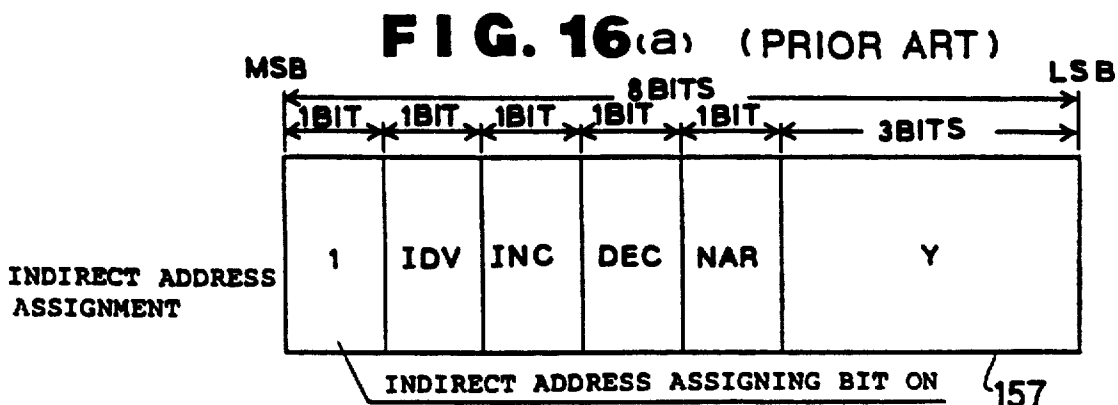 FIG. 16(a) (PRIOR ART)
MSB LSB
8BITS
1BIT 1BIT 1BIT 1BIT 1BIT 3BITS
1 IDV INC DEC NAR Y
INDIRECT ADDRESS
ASSIGNMENT
INDIRECT ADDRESS ASSIGNING BIT ON
157